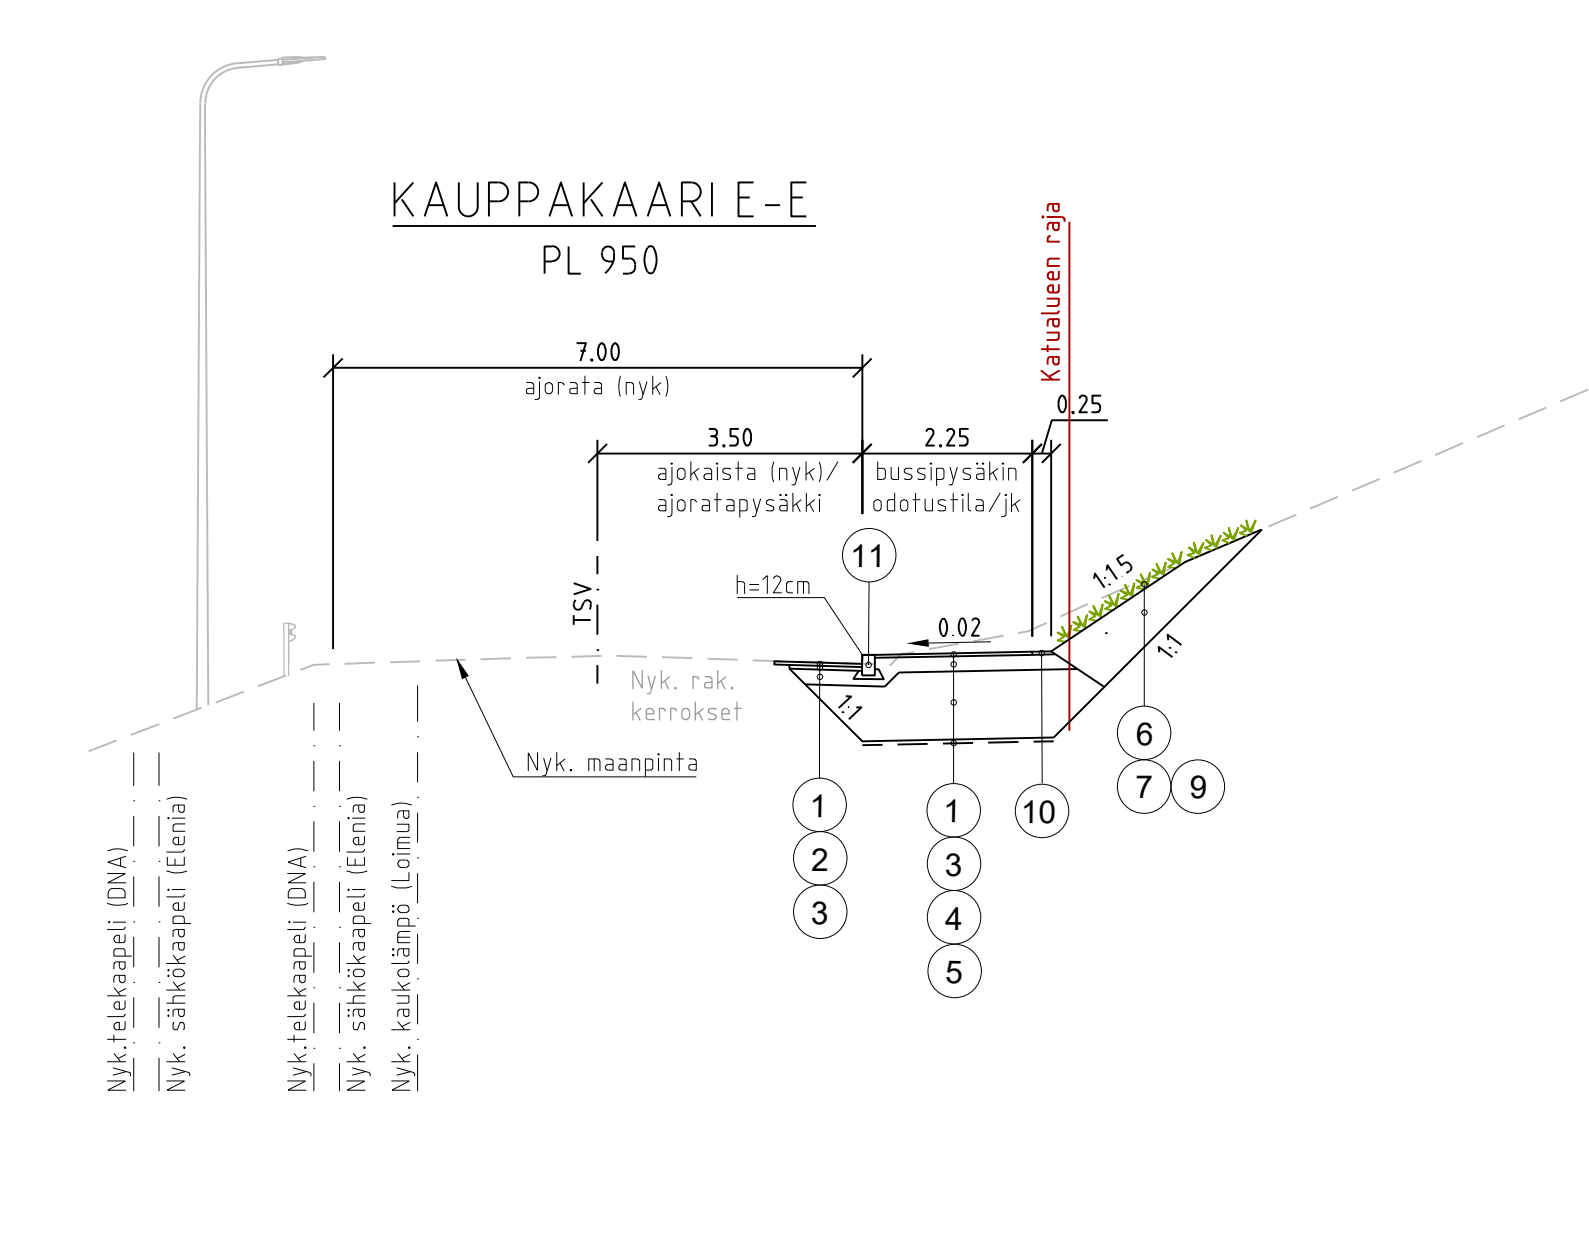 KAUPPAKAARI E-E
PL 950
Katualueen raja
7.00
ajorata (nyk)
0.25
3.50
2.25
ajokaista (nyk)/
ajoratapysäkki
bussipysäkin
odotustila/jk
11
h=12cm
TSV
0.02
1:1.5
1:1
Nyk. rak.
kerrokset
1:1
Nyk. maanpinta
6
7
9
1
2
3
1
3
4
5
10
Nyk.telekaapeli (DNA)
Nyk. sähkökaapeli (Elenia)
Nyk.telekaapeli (DNA)
Nyk. sähkökaapeli (Elenia)
Nyk. kaukolämpö (Loimua)